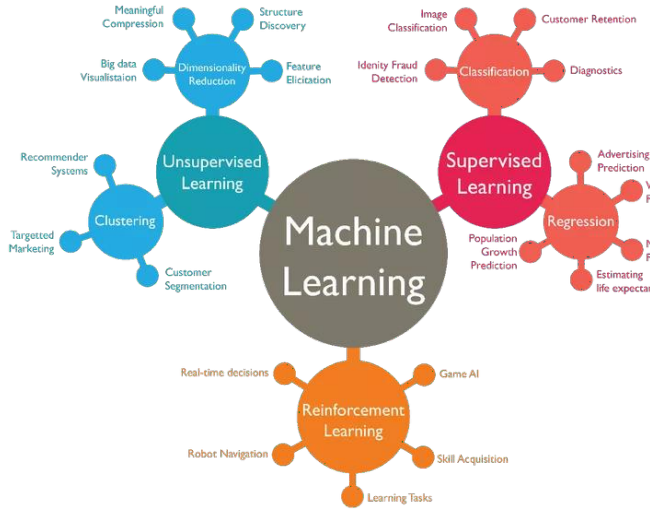 Meaningful
Compression
Structure
Discovery
Big data
Visualistaion
Dimensionality
Reduction
Feature
Elicitation
Unsupervised
Learning
Recommender
Systems
Clustering
Targetted
Marketing
Customer
Segmentation
Image
Classification
Customer Retention
Idenity Fraud
Detection
Classification
Diagnostics
Supervised
Learning
Advertising
Prediction
Regression
Population
Growth
Prediction
Estimating
life expectan
Machine
Learning
Real-time decisions
Game AI
Reinforcement
Learning
Robot Navigation
Skill Acquisition
Learning Tasks